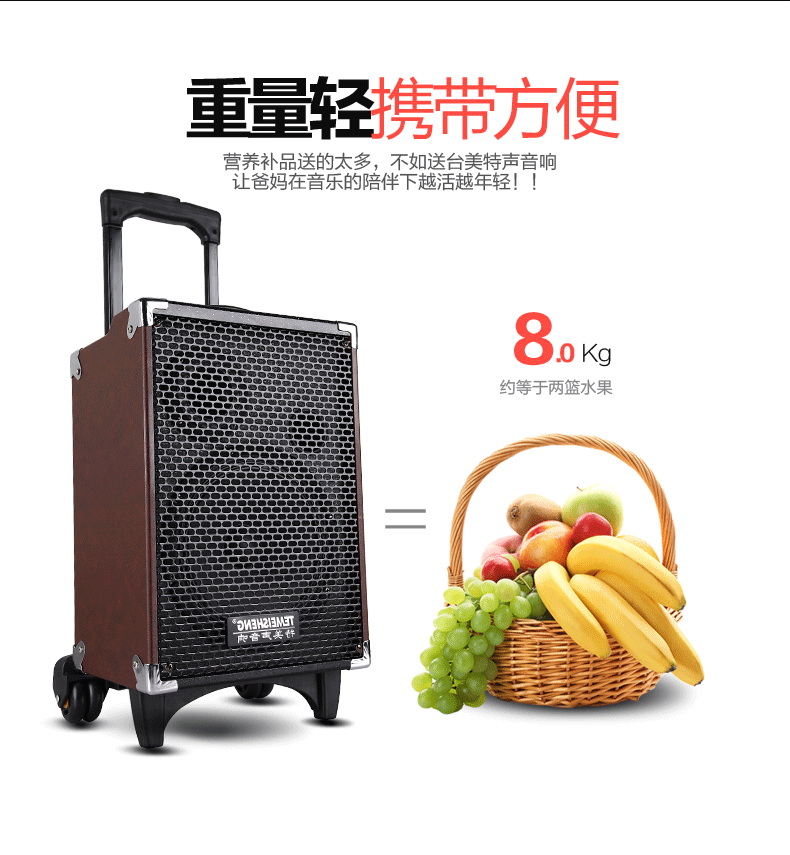 重量轻携带方便
营养补品送的太多，不如送台美特声音响
让爸妈在音乐的陪伴下越活越年轻！！
8.0 Kg
约等于两篮水果
=
TEMEISHENG®
特美声音响